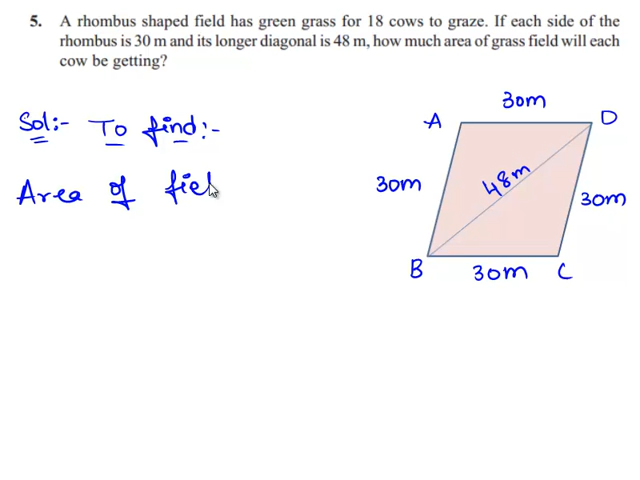 5. A rhombus shaped field has green grass for 18 cows to graze. If each side of the
rhombus is 30 m and its longer diagonal is 48 m, how much area of grass field will each
cow be getting?
Sol:- To find:-
Area of fiel
30m
A
D
30m
48m
30m
B
30m
C